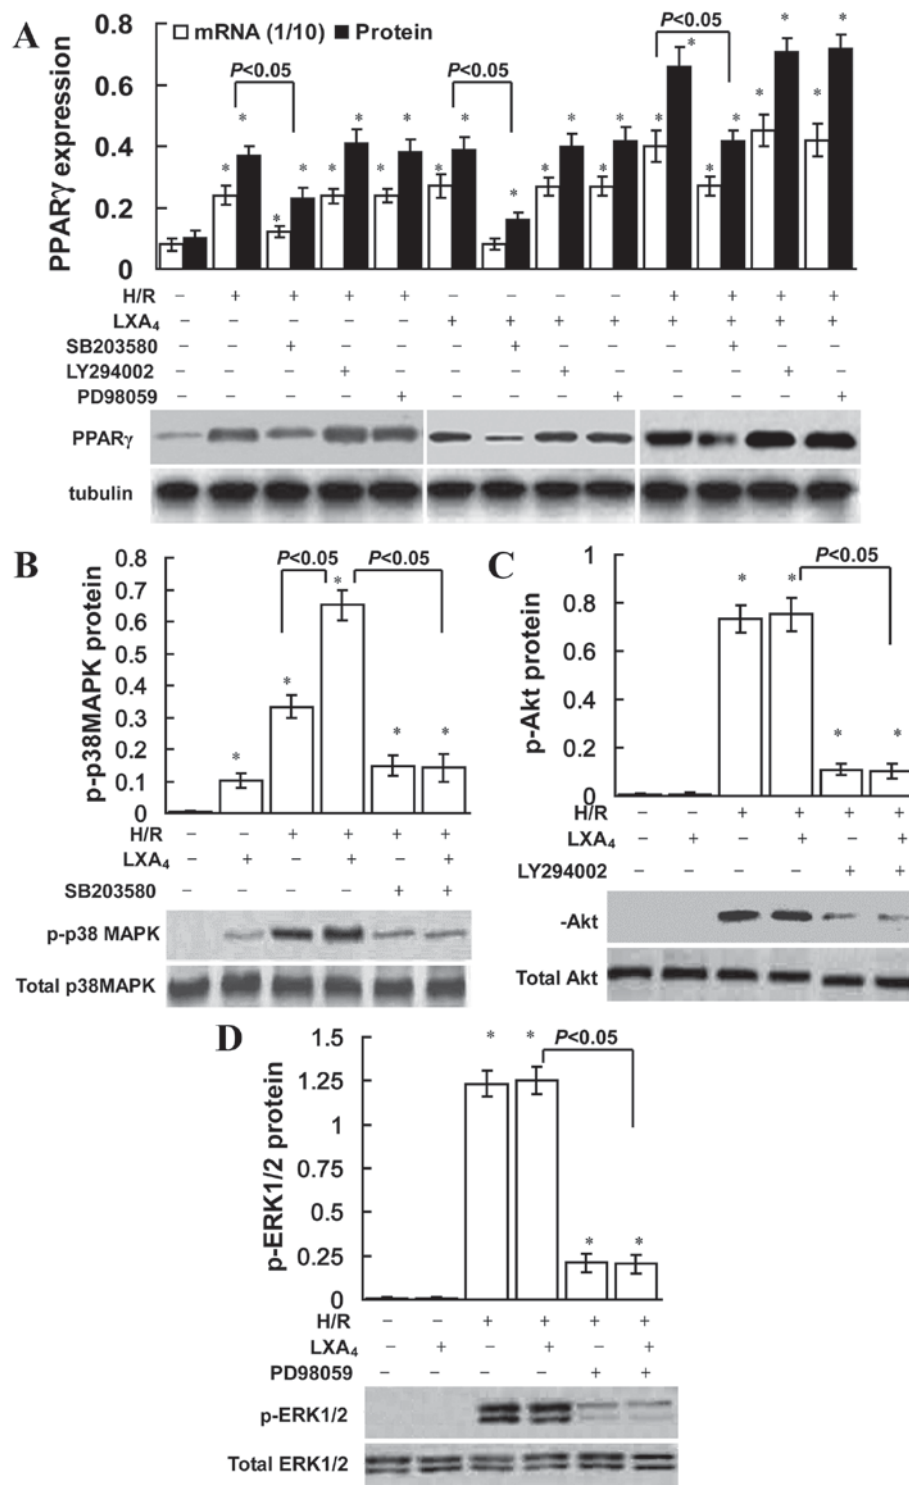 A
mRNA (1/10) Protein
PPARγ expression
0.8
0.6
0.4
0.2
0
P<0.05
P<0.05
P<0.05
* * * * * * * * * * * * * * * * * * * * * * *
H/R − + + + + − − − − + + + +
LXA₄ − − − − − + + + + + + + +
SB203580 − − + − − − + − − − + − −
LY294002 − − − + − − − + − − − + −
PD98059 − − − − + − − − + − − − +
PPARγ
tubulin
B
p-p38MAPK protein
0.8
0.7
0.6
0.5
0.4
0.3
0.2
0.1
0
P<0.05
P<0.05
* * * * *
H/R − − + + + +
LXA₄ − + − + − +
SB203580 − − − − + +
p-p38 MAPK
Total p38MAPK
C
p-Akt protein
1
0.8
0.6
0.4
0.2
0
P<0.05
* * * *
H/R − − + + + +
LXA₄ − + − + − +
LY294002 − − − − + +
-Akt
Total Akt
D
p-ERK1/2 protein
1.5
1.25
1
0.75
0.5
0.25
0
P<0.05
* * * *
H/R − − + + + +
LXA₄ − + − + − +
PD98059 − − − − + +
p-ERK1/2
Total ERK1/2